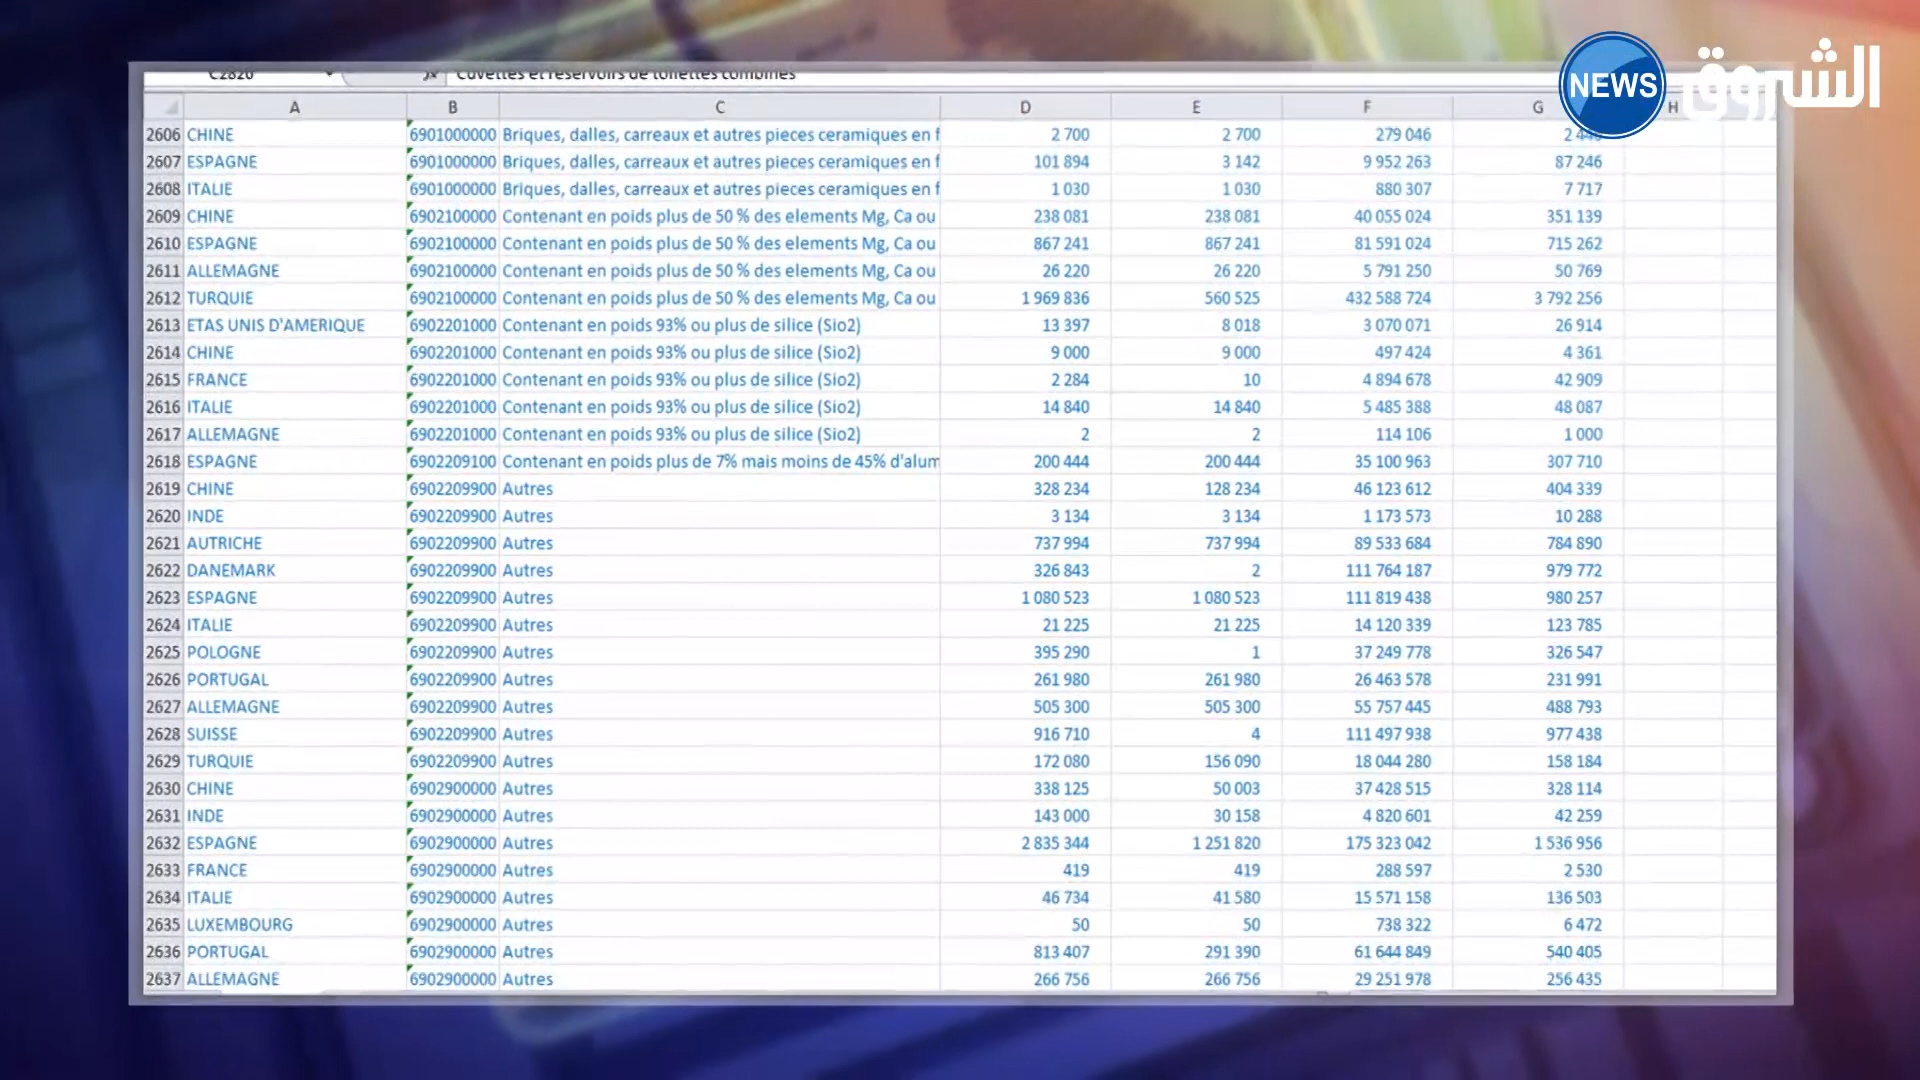 NEWS الشروق
C2820 fx Cuvettes et reservoirs de toilettes combines
A B C D E F G H
2606 CHINE 6901000000 Briques, dalles, carreaux et autres pieces ceramiques en f 2 700 2 700 279 046
2607 ESPAGNE 6901000000 Briques, dalles, carreaux et autres pieces ceramiques en f 101 894 3 142 9 952 263 87 246
2608 ITALIE 6901000000 Briques, dalles, carreaux et autres pieces ceramiques en f 1 030 1 030 880 307 7 717
2609 CHINE 6902100000 Contenant en poids plus de 50 % des elements Mg, Ca ou 238 081 238 081 40 055 024 351 139
2610 ESPAGNE 6902100000 Contenant en poids plus de 50 % des elements Mg, Ca ou 867 241 867 241 81 591 024 715 262
2611 ALLEMAGNE 6902100000 Contenant en poids plus de 50 % des elements Mg, Ca ou 26 220 26 220 5 791 250 50 769
2612 TURQUIE 6902100000 Contenant en poids plus de 50 % des elements Mg, Ca ou 1 969 836 560 525 432 588 724 3 792 256
2613 ETAS UNIS D'AMERIQUE 6902201000 Contenant en poids 93% ou plus de silice (Sio2) 13 397 8 018 3 070 071 26 914
2614 CHINE 6902201000 Contenant en poids 93% ou plus de silice (Sio2) 9 000 9 000 497 424 4 361
2615 FRANCE 6902201000 Contenant en poids 93% ou plus de silice (Sio2) 2 284 10 4 894 678 42 909
2616 ITALIE 6902201000 Contenant en poids 93% ou plus de silice (Sio2) 14 840 14 840 5 485 388 48 087
2617 ALLEMAGNE 6902201000 Contenant en poids 93% ou plus de silice (Sio2) 2 2 114 106 1 000
2618 ESPAGNE 6902209100 Contenant en poids plus de 7% mais moins de 45% d'alum 200 444 200 444 35 100 963 307 710
2619 CHINE 6902209900 Autres 328 234 128 234 46 123 612 404 339
2620 INDE 6902209900 Autres 3 134 3 134 1 173 573 10 288
2621 AUTRICHE 6902209900 Autres 737 994 737 994 89 533 684 784 890
2622 DANEMARK 6902209900 Autres 326 843 2 111 764 187 979 772
2623 ESPAGNE 6902209900 Autres 1 080 523 1 080 523 111 819 438 980 257
2624 ITALIE 6902209900 Autres 21 225 21 225 14 120 339 123 785
2625 POLOGNE 6902209900 Autres 395 290 1 37 249 778 326 547
2626 PORTUGAL 6902209900 Autres 261 980 261 980 26 463 578 231 991
2627 ALLEMAGNE 6902209900 Autres 505 300 505 300 55 757 445 488 793
2628 SUISSE 6902209900 Autres 916 710 4 111 497 938 977 438
2629 TURQUIE 6902209900 Autres 172 080 156 090 18 044 280 158 184
2630 CHINE 6902900000 Autres 338 125 50 003 37 428 515 328 114
2631 INDE 6902900000 Autres 143 000 30 158 4 820 601 42 259
2632 ESPAGNE 6902900000 Autres 2 835 344 1 251 820 175 323 042 1 536 956
2633 FRANCE 6902900000 Autres 419 419 288 597 2 530
2634 ITALIE 6902900000 Autres 46 734 41 580 15 571 158 136 503
2635 LUXEMBOURG 6902900000 Autres 50 50 738 322 6 472
2636 PORTUGAL 6902900000 Autres 813 407 291 390 61 644 849 540 405
2637 ALLEMAGNE 6902900000 Autres 266 756 266 756 29 251 978 256 435